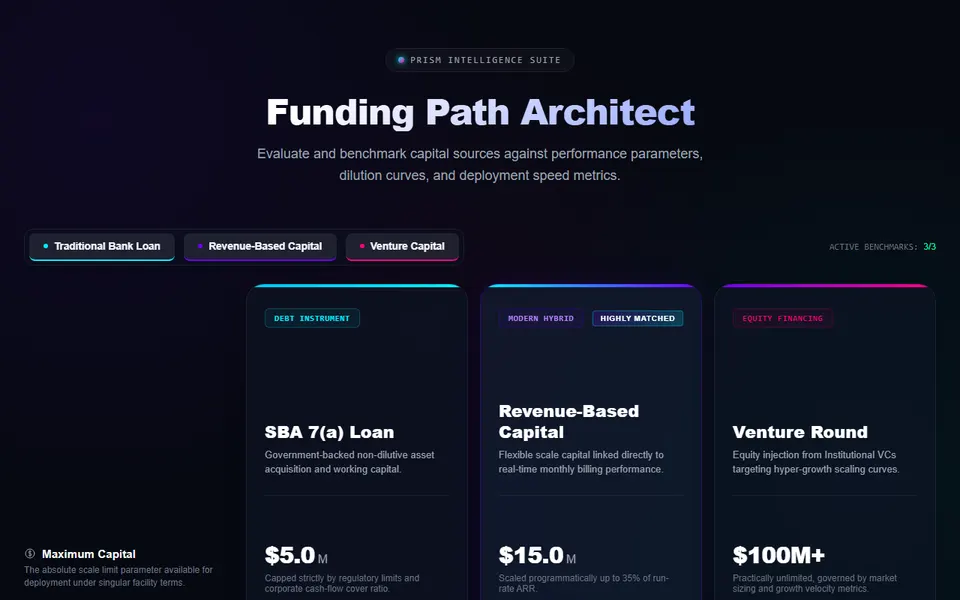 PRISM INTELLIGENCE SUITE
Funding Path Architect
Evaluate and benchmark capital sources against performance parameters,
dilution curves, and deployment speed metrics.
Traditional Bank Loan
Revenue-Based Capital
Venture Capital
ACTIVE BENCHMARKS: 3/3
DEBT INSTRUMENT
SBA 7(a) Loan
Government-backed non-dilutive asset
acquisition and working capital.
MODERN HYBRID
HIGHLY MATCHED
Revenue-Based
Capital
Flexible scale capital linked directly to
real-time monthly billing performance.
EQUITY FINANCING
Venture Round
Equity injection from Institutional VCs
targeting hyper-growth scaling curves.
$ Maximum Capital
The absolute scale limit parameter available for
deployment under singular facility terms.
$5.0 M
Capped strictly by regulatory limits and
corporate cash-flow cover ratio.
$15.0 M
Scaled programmatically up to 35% of run-
rate ARR.
$100M+
Practically unlimited, governed by market
sizing and growth velocity metrics.